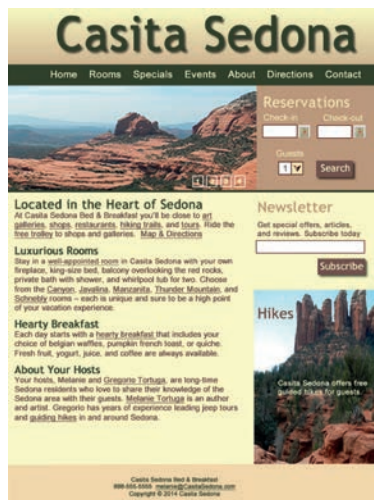 Casita Sedona
Home Rooms Specials Events About Directions Contact
Reservations
Check-in Check-out
Guests
1 Search
1 2 3 4
Located in the Heart of Sedona
At Casita Sedona Bed & Breakfast you'll be close to art
galleries, shops, restaurants, hiking trails, and tours. Ride the
free trolley to shops and galleries. Map & Directions
Luxurious Rooms
Stay in a well-appointed room in Casita Sedona with your own
fireplace, king-size bed, balcony overlooking the red rocks,
private bath with shower, and whirlpool tub for two. Choose
from the Canyon, Javalina, Manzanita, Thunder Mountain, and
Schnebly rooms – each is unique and sure to be a high point
of your vacation experience.
Hearty Breakfast
Each day starts with a hearty breakfast that includes your
choice of belgian waffles, pumpkin french toast, or quiche.
Fresh fruit, yogurt, juice, and coffee are always available.
About Your Hosts
Your hosts, Melanie and Gregorio Tortuga, are long-time
Sedona residents who love to share their knowledge of the
Sedona area with their guests. Melanie Tortuga is an author
and artist. Gregorio has years of experience leading jeep tours
and guiding hikes in and around Sedona.
Newsletter
Get special offers, articles,
and reviews. Subscribe today
Subscribe
Hikes
Casita Sedona offers free
guided hikes for guests.
Casita Sedona Bed & Breakfast
888-555-5555 melanie@CasitaSedona.com
Copyright © 2014 Casita Sedona